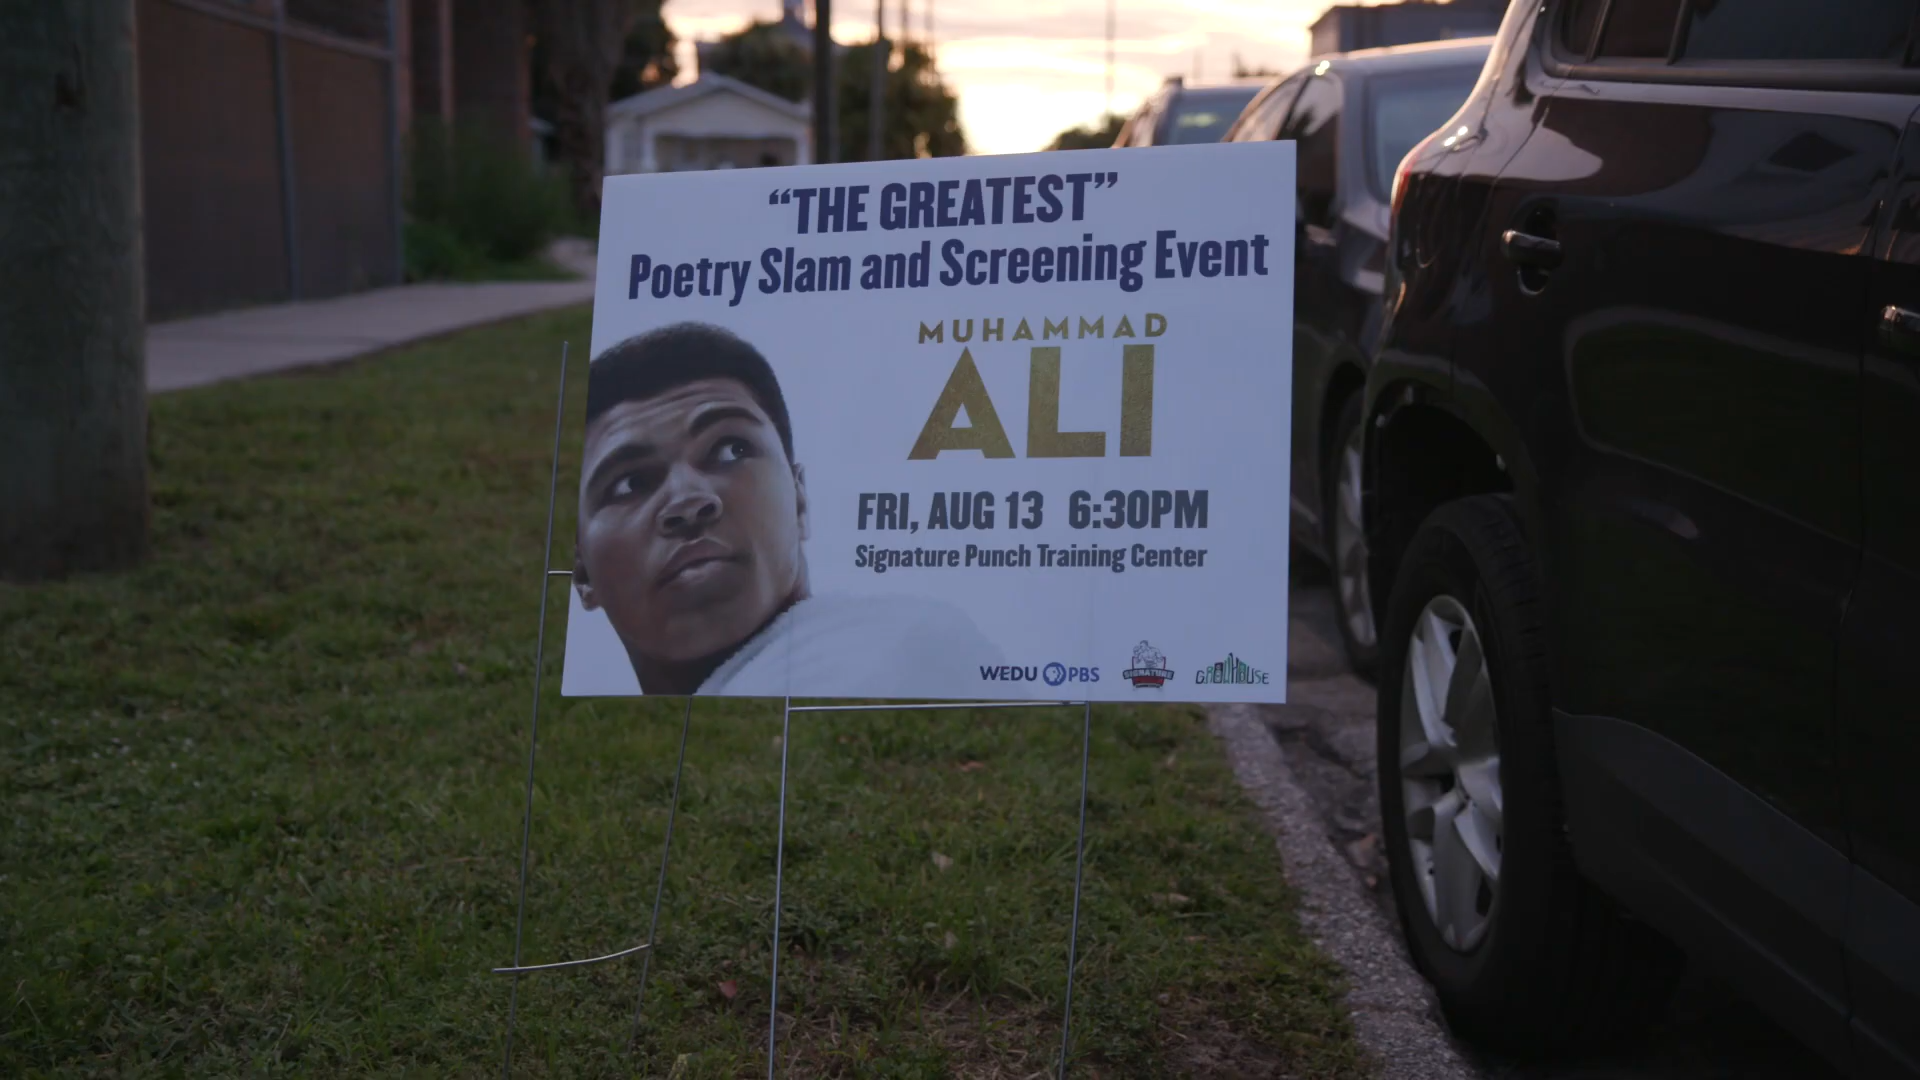 “THE GREATEST”
Poetry Slam and Screening Event
MUHAMMAD
ALI
FRI, AUG 13 6:30PM
Signature Punch Training Center
WEDU PBS
SIGNATURE